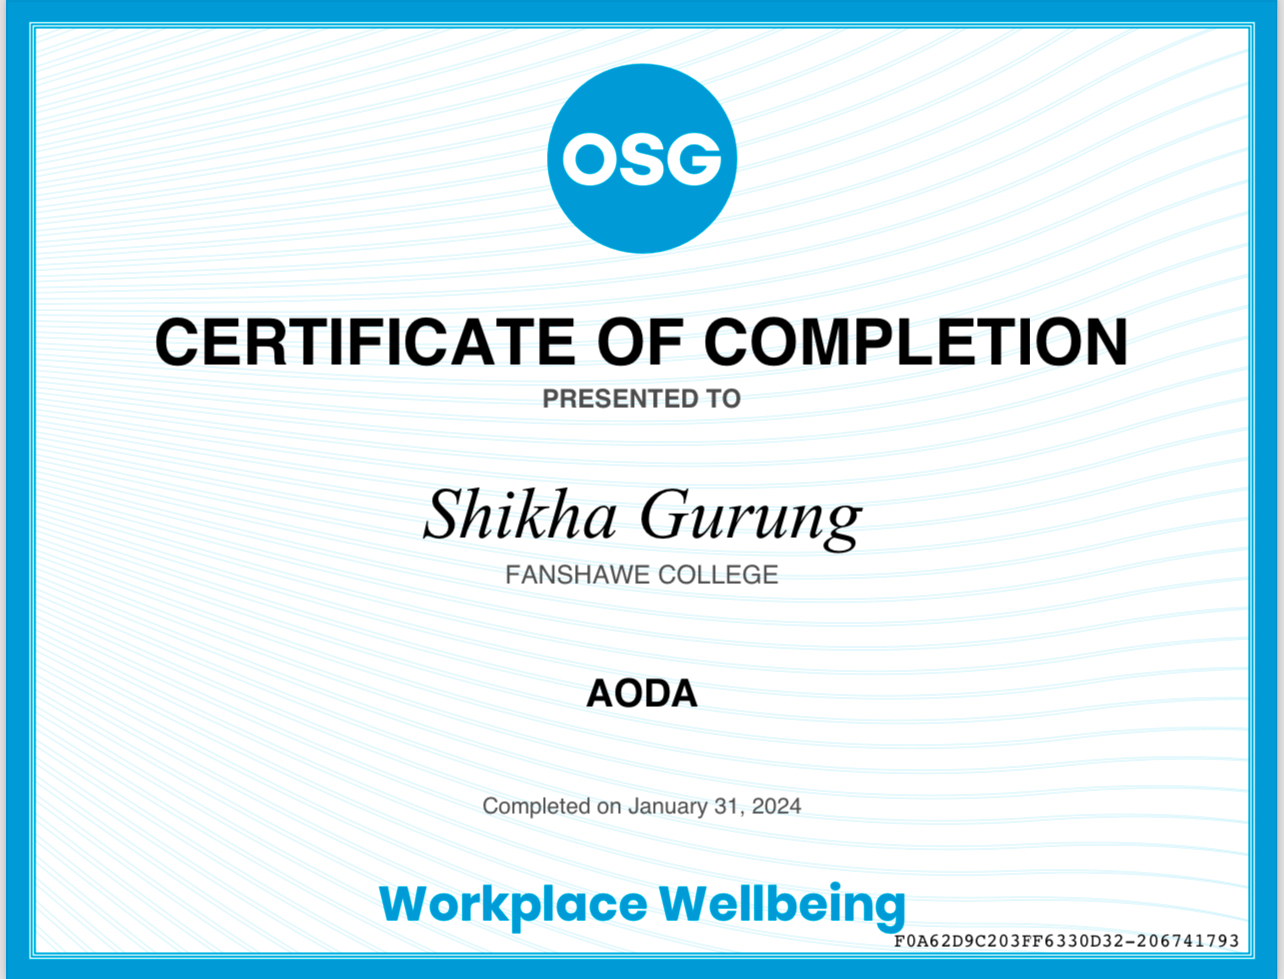 OSG
CERTIFICATE OF COMPLETION
PRESENTED TO
Shikha Gurung
FANSHAWE COLLEGE
AODA
Completed on January 31, 2024
Workplace Wellbeing
F0A62D9C203FF6330D32-206741793